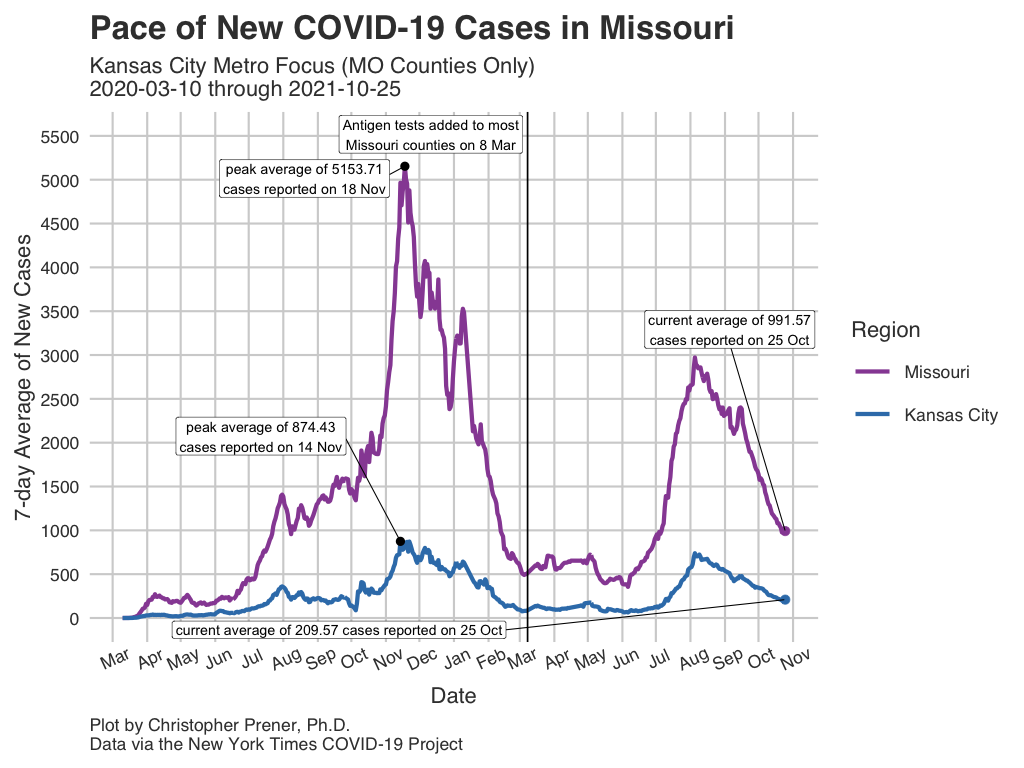 Pace of New COVID-19 Cases in Missouri
Kansas City Metro Focus (MO Counties Only)
2020-03-10 through 2021-10-25
7-day Average of New Cases
5500
5000
4500
4000
3500
3000
2500
2000
1500
1000
500
0
Antigen tests added to most
Missouri counties on 8 Mar
peak average of 5153.71
cases reported on 18 Nov
current average of 991.57
cases reported on 25 Oct
peak average of 874.43
cases reported on 14 Nov
current average of 209.57 cases reported on 25 Oct
Region
Missouri
Kansas City
Mar Apr May Jun Jul Aug Sep Oct Nov Dec Jan Feb Mar Apr May Jun Jul Aug Sep Oct Nov
Date
Plot by Christopher Prener, Ph.D.
Data via the New York Times COVID-19 Project